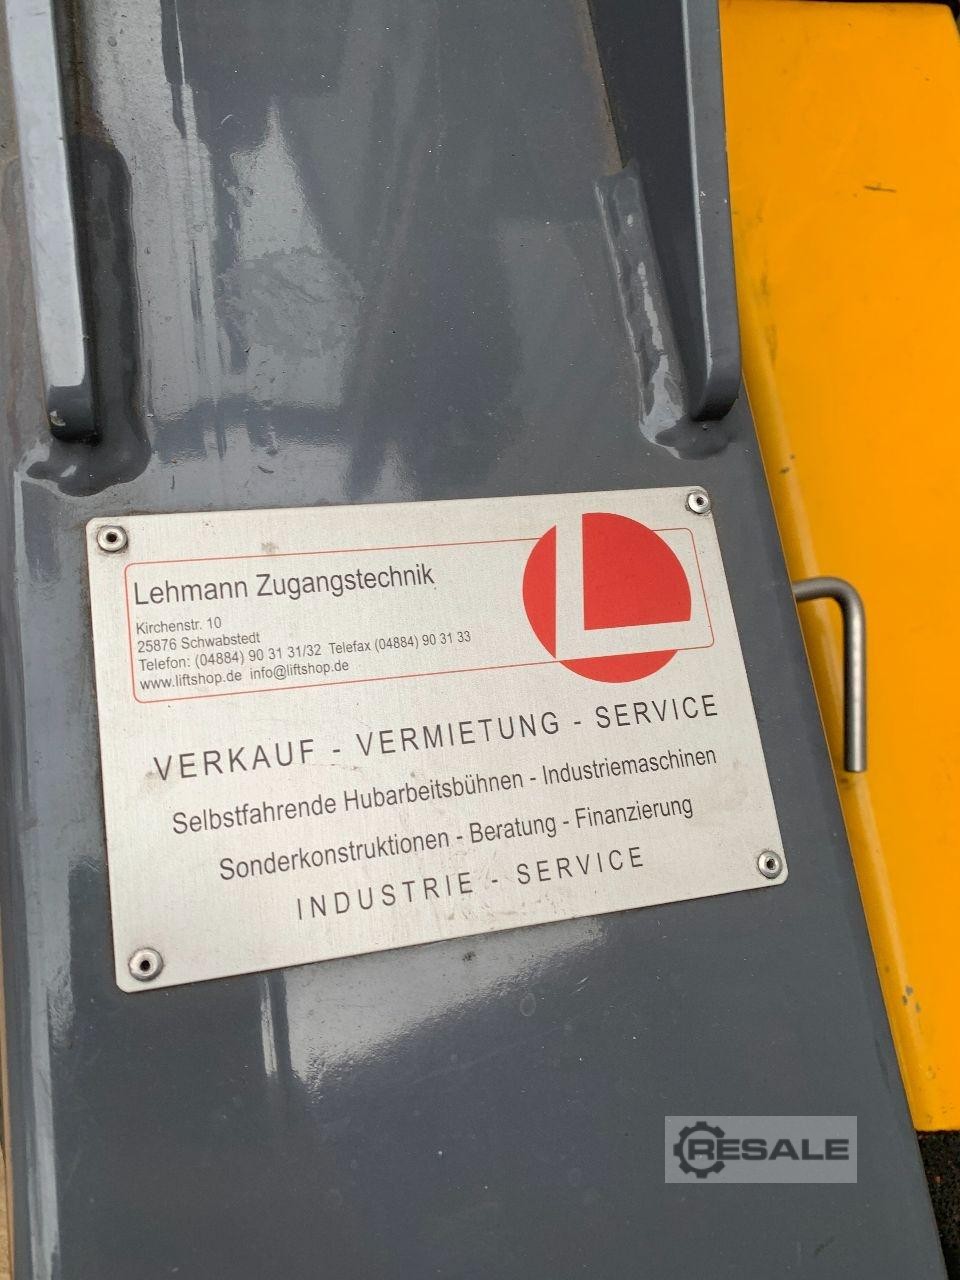 Lehmann Zugangstechnik
Kirchenstr. 10
25876 Schwabstedt
Telefon: (04884) 90 31 31/32 Telefax (04884) 90 31 33
www.liftshop.de info@liftshop.de
VERKAUF - VERMIETUNG - SERVICE
Selbstfahrende Hubarbeitsbühnen - Industriemaschinen
Sonderkonstruktionen - Beratung - Finanzierung
INDUSTRIE - SERVICE
RESALE